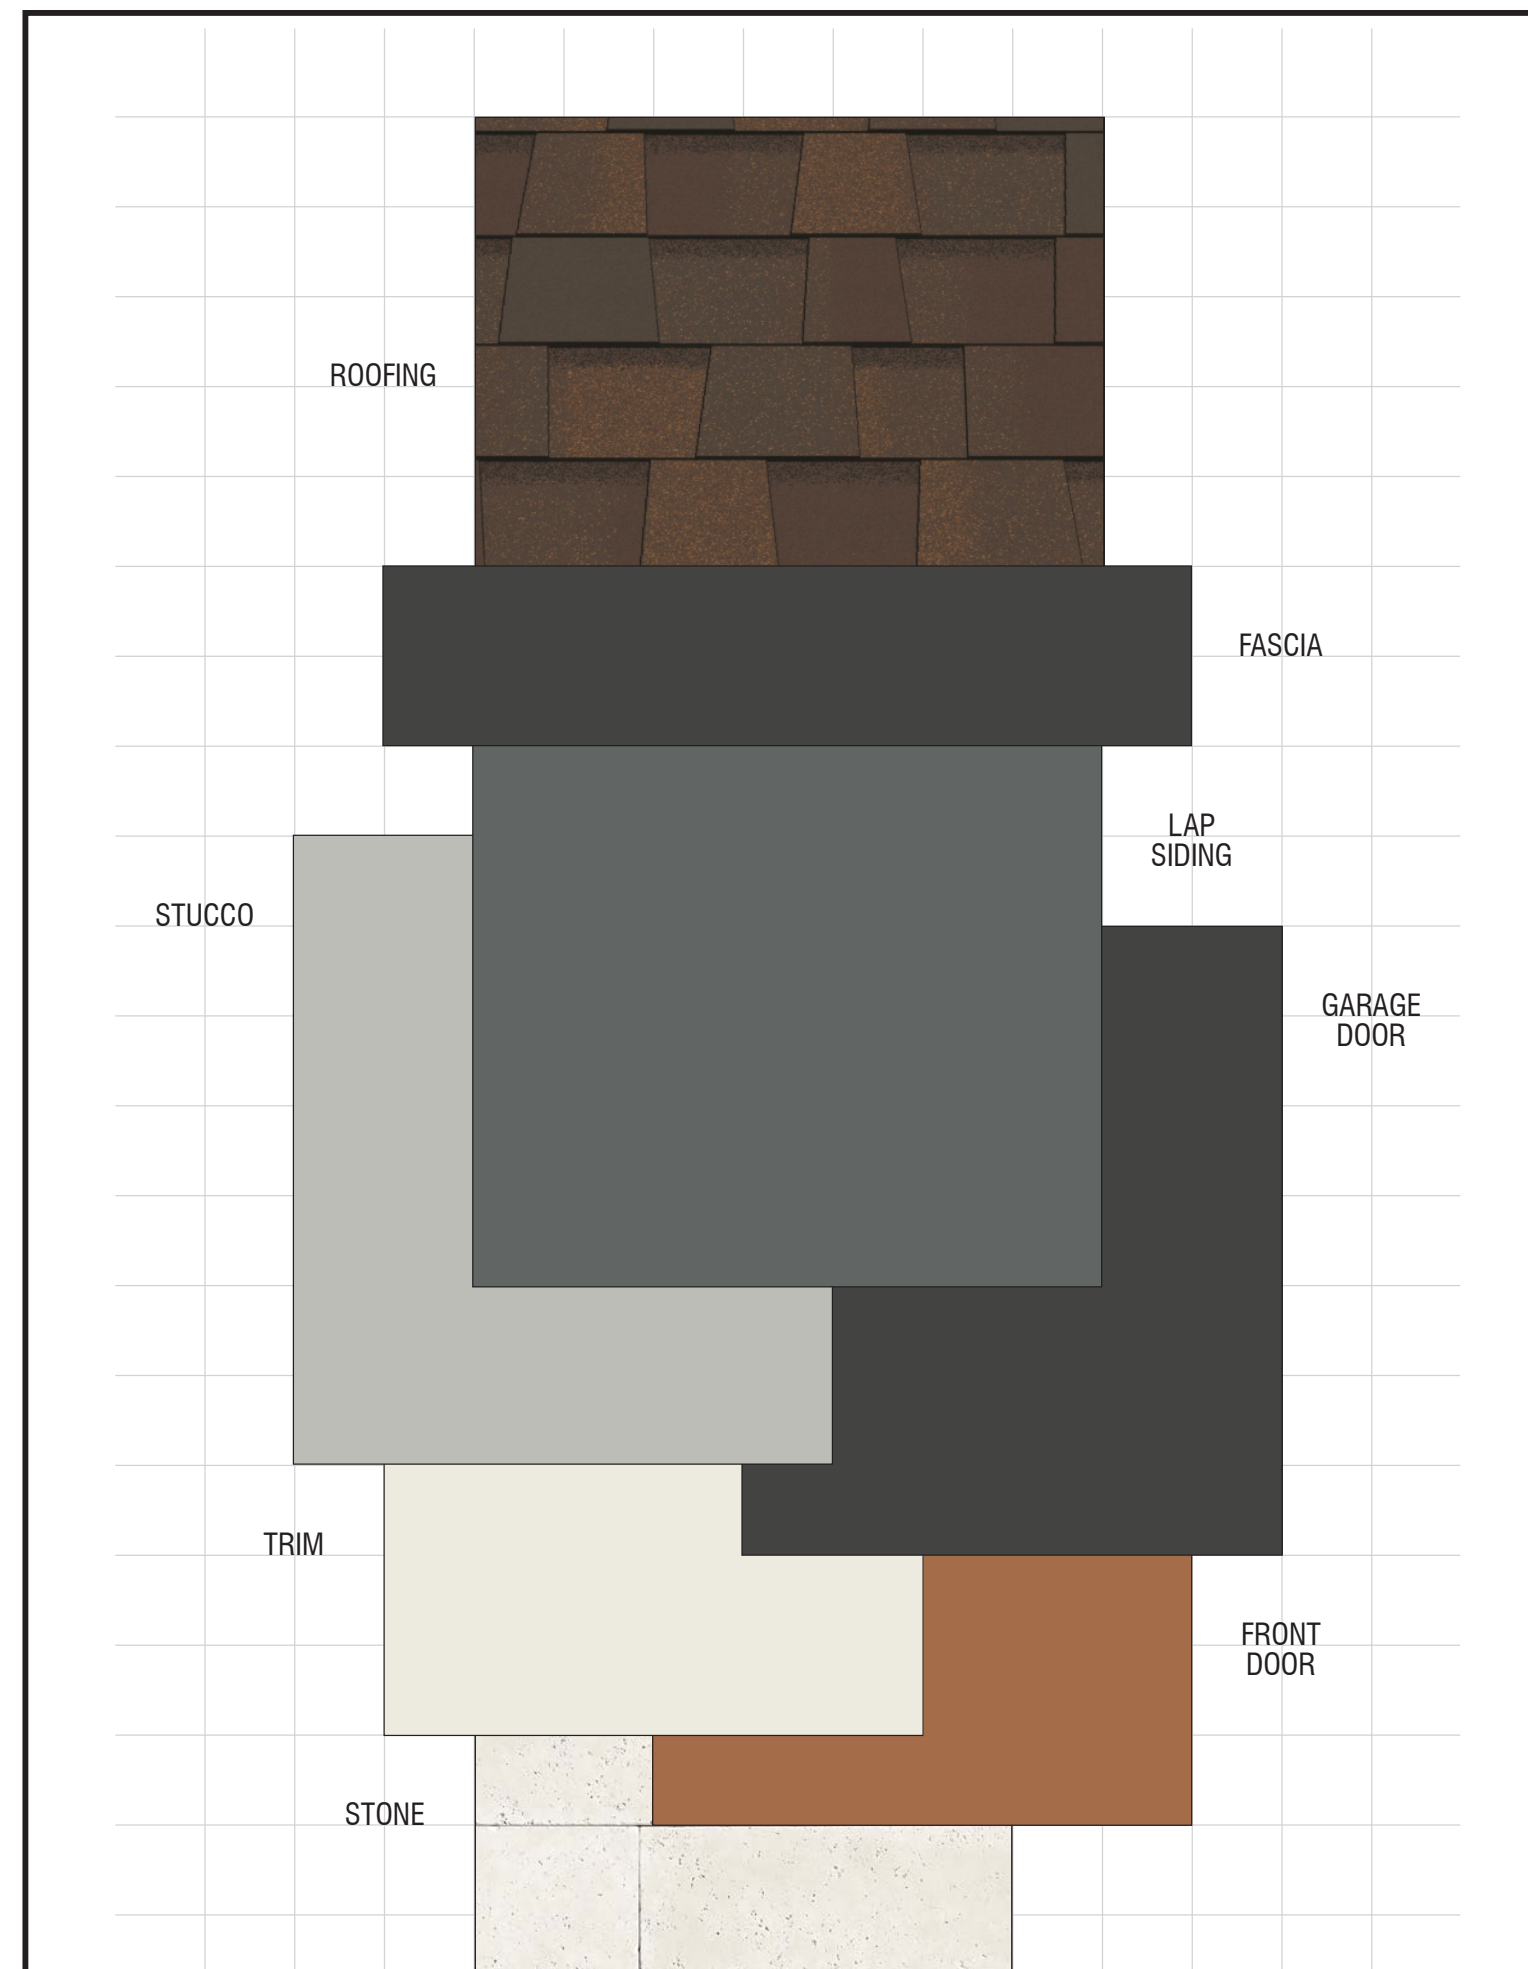 ROOFING
FASCIA
LAP
SIDING
STUCCO
GARAGE
DOOR
TRIM
FRONT
DOOR
STONE